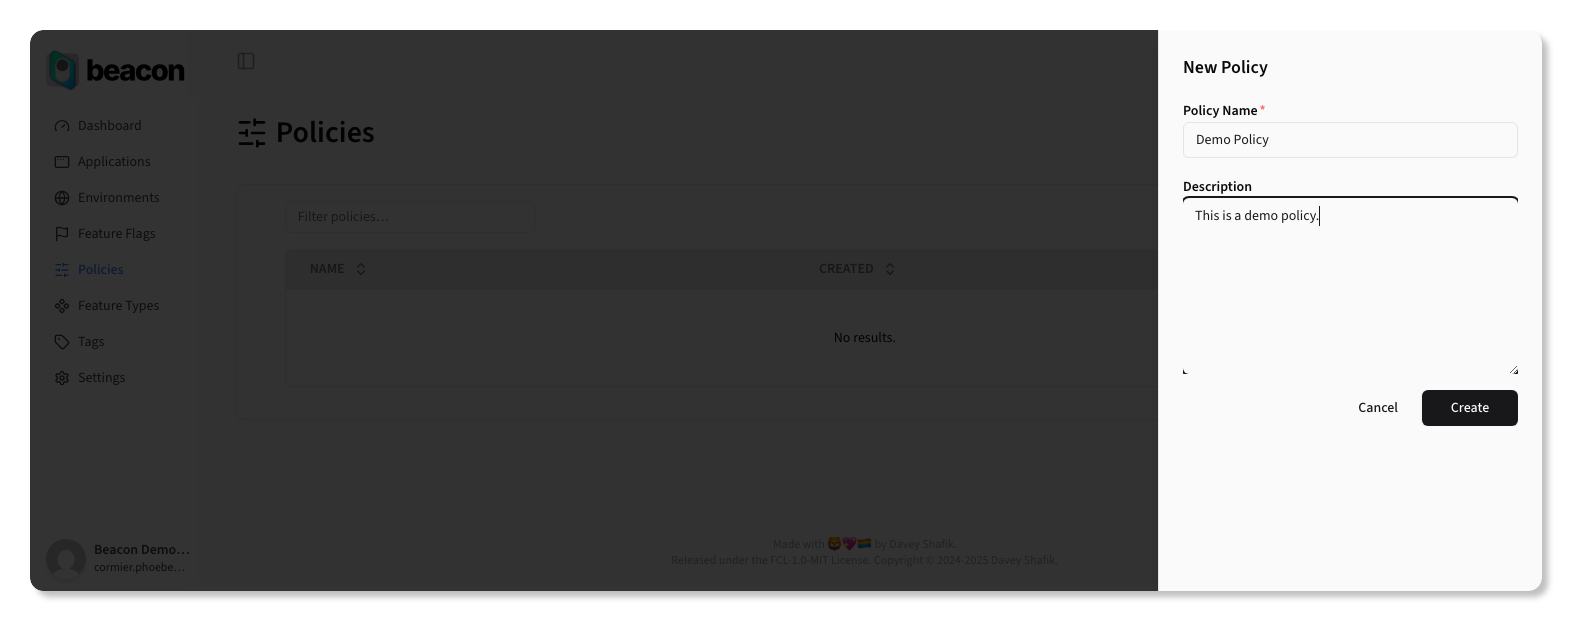 beacon
Dashboard
Applications
Environments
Feature Flags
Policies
Feature Types
Tags
Settings
Beacon Demo...
cormier.phoebe...
Policies
Filter policies...
NAME CREATED
No results.
Made with 🦁💖🏳️‍🌈 by Davey Shafik.
Released under the FCL-1.0-MIT License. Copyright © 2024-2025 Davey Shafik.
New Policy
Policy Name *
Demo Policy
Description
This is a demo policy.
Cancel Create